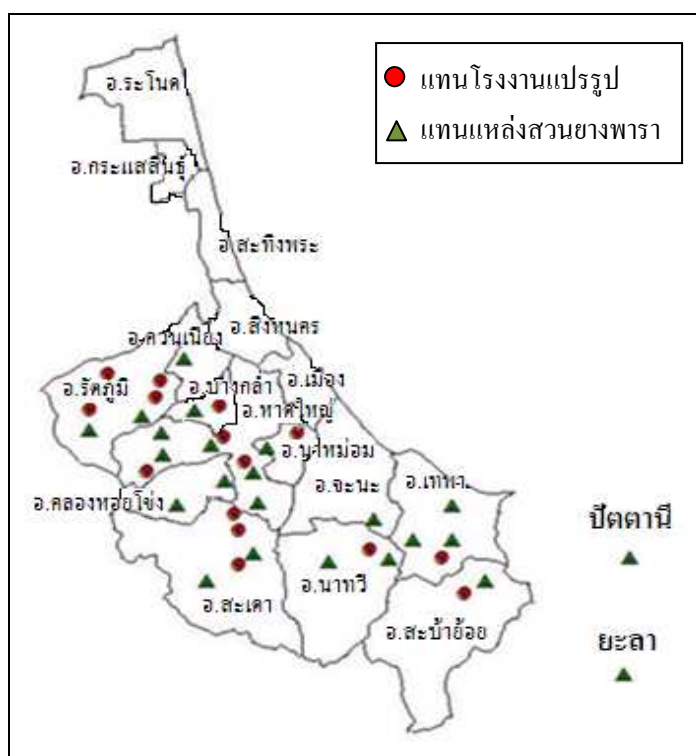 แทนโรงงานแปรรูป
แทนแหล่งสวนยางพารา
อ.ระโนด
อ.กระแสสินธุ์
อ.สะทิงพระ
อ.สิงหนคร
อ.ควนเนียง
อ.เมือง
อ.รัตภูมิ
อ.บางกล่ำ
อ.หาดใหญ่
อ.นาหม่อม
อ.จะนะ
อ.เทพา
อ.คลองหอยโข่ง
ปัตตานี
อ.นาทวี
อ.สะเดา
อ.สะบ้าย้อย
ยะลา